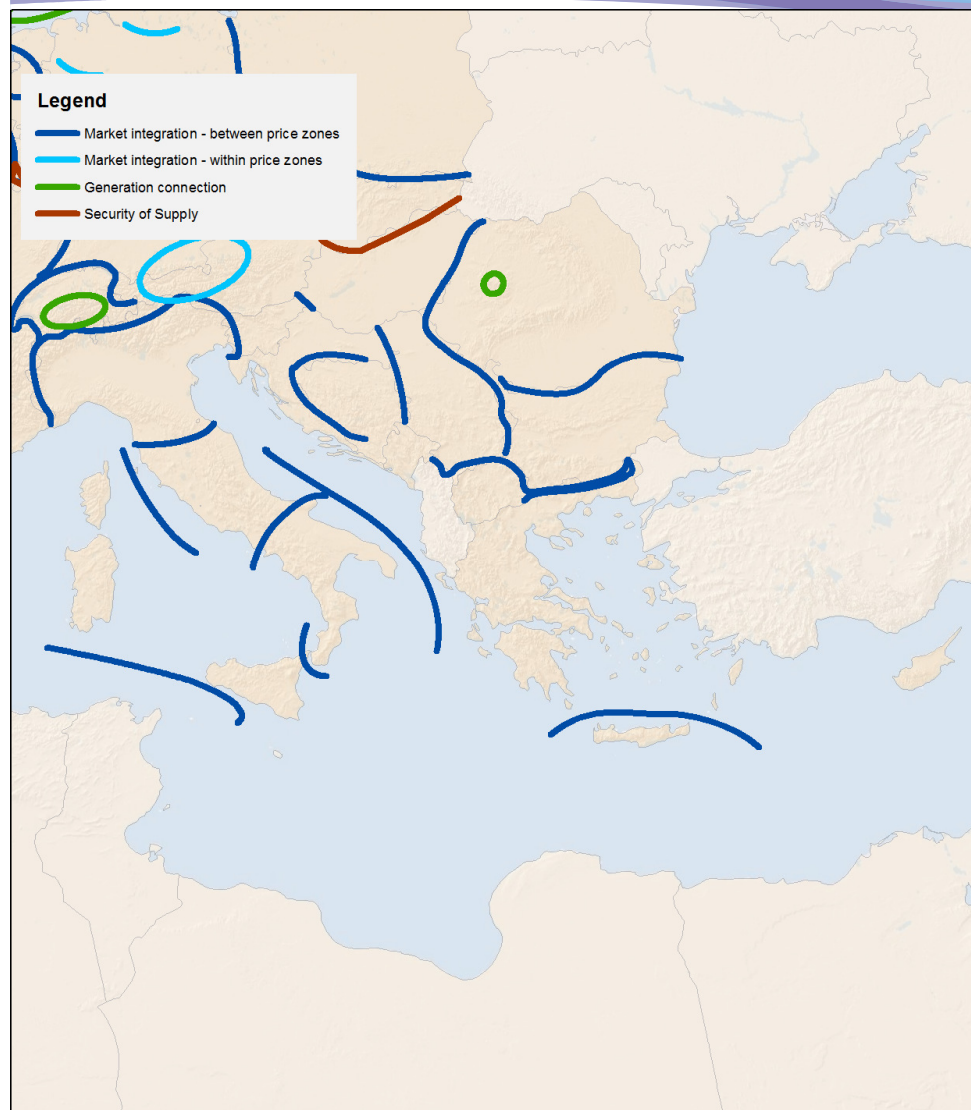 Legend
Market integration - between price zones
Market integration - within price zones
Generation connection
Security of Supply